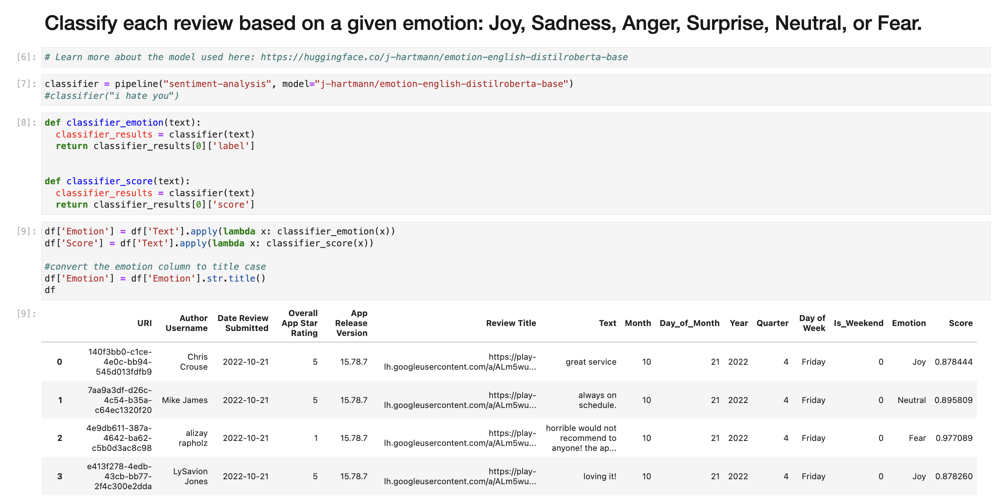 Classify each review based on a given emotion: Joy, Sadness, Anger, Surprise, Neutral, or Fear.
[6]: # Learn more about the model used here: https://huggingface.co/j-hartmann/emotion-english-distilroberta-base
[7]: classifier = pipeline("sentiment-analysis", model="j-hartmann/emotion-english-distilroberta-base")
#classifier("i hate you")
[8]: def classifier_emotion(text):
  classifier_results = classifier(text)
  return classifier_results[0]['label']
def classifier_score(text):
  classifier_results = classifier(text)
  return classifier_results[0]['score']
[9]: df['Emotion'] = df['Text'].apply(lambda x: classifier_emotion(x))
df['Score'] = df['Text'].apply(lambda x: classifier_score(x))
#convert the emotion column to title case
df['Emotion'] = df['Emotion'].str.title()
df
[9]:
URI Author Username Date Review Submitted Overall App Star Rating App Release Version Review Title Text Month Day_of_Month Year Quarter Day of Week Is_Weekend Emotion Score
0 140f3bb0-c1ce-4e0c-bb94-545d013fdfb9 Chris Crouse 2022-10-21 5 15.78.7 https://play-lh.googleusercontent.com/a/ALm5wu... great service 10 21 2022 4 Friday 0 Joy 0.878444
1 7aa9a3df-d26c-4c54-b35a-c64ec1320f20 Mike James 2022-10-21 5 15.78.7 https://play-lh.googleusercontent.com/a/ALm5wu... always on schedule. 10 21 2022 4 Friday 0 Neutral 0.895809
2 4e9db611-387a-4642-ba62-c5b0d3ac8c98 alizay rapholz 2022-10-21 1 15.78.7 https://play-lh.googleusercontent.com/a/ALm5wu... horrible would not recommend to anyone! the ap... 10 21 2022 4 Friday 0 Fear 0.977089
3 e413f278-4edb-43cb-bb77-2f4c300e2dda LySavion Jones 2022-10-21 5 15.78.7 https://play-lh.googleusercontent.com/a/ALm5wu... loving it! 10 21 2022 4 Friday 0 Joy 0.878260